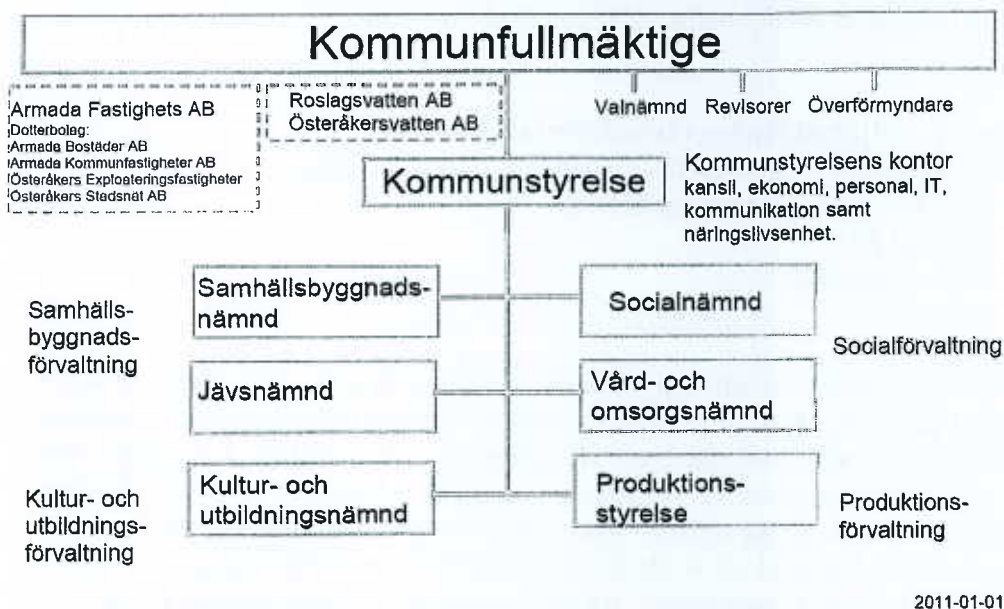 Kommunfullmäktige
Armada Fastighets AB
Dotterbolag:
Armada Bostäder AB
Armada Kommunfastigheter AB
Österåkers Exploateringsfastigheter
Österåkers Stadsnät AB
Roslagsvatten AB
Österåkersvatten AB
Valnämnd
Revisorer
Överförmyndare
Kommunstyrelse
Kommunstyrelsens kontor
kansli, ekonomi, personal, IT,
kommunikation samt
näringslivsenhet.
Samhälls-
byggnads-
förvaltning
Samhällsbyggnads-
nämnd
Socialnämnd
Socialförvaltning
Jävsnämnd
Vård- och
omsorgsnämnd
Kultur- och
utbildnings-
förvaltning
Kultur- och
utbildningsnämnd
Produktions-
styrelse
Produktions-
förvaltning
2011-01-01